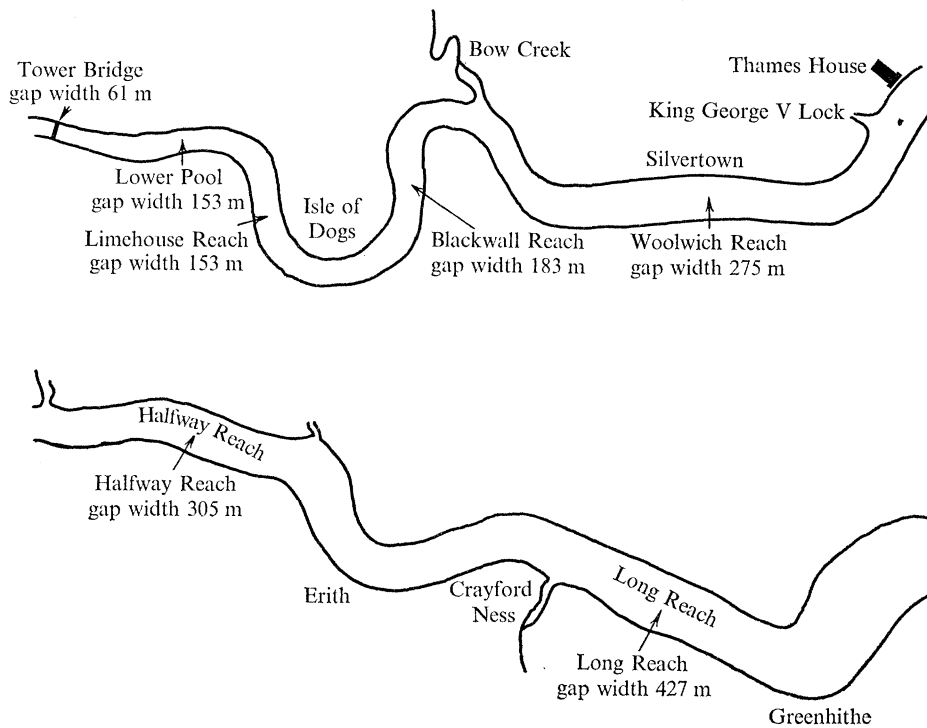 Bow Creek
Tower Bridge
gap width 61 m
Thames House
King George V Lock
Silvertown
Lower Pool
gap width 153 m
Isle of
Dogs
Limehouse Reach
gap width 153 m
Blackwall Reach
gap width 183 m
Woolwich Reach
gap width 275 m
Halfway Reach
Halfway Reach
gap width 305 m
Erith
Crayford
Ness
Long Reach
Long Reach
gap width 427 m
Greenhithe